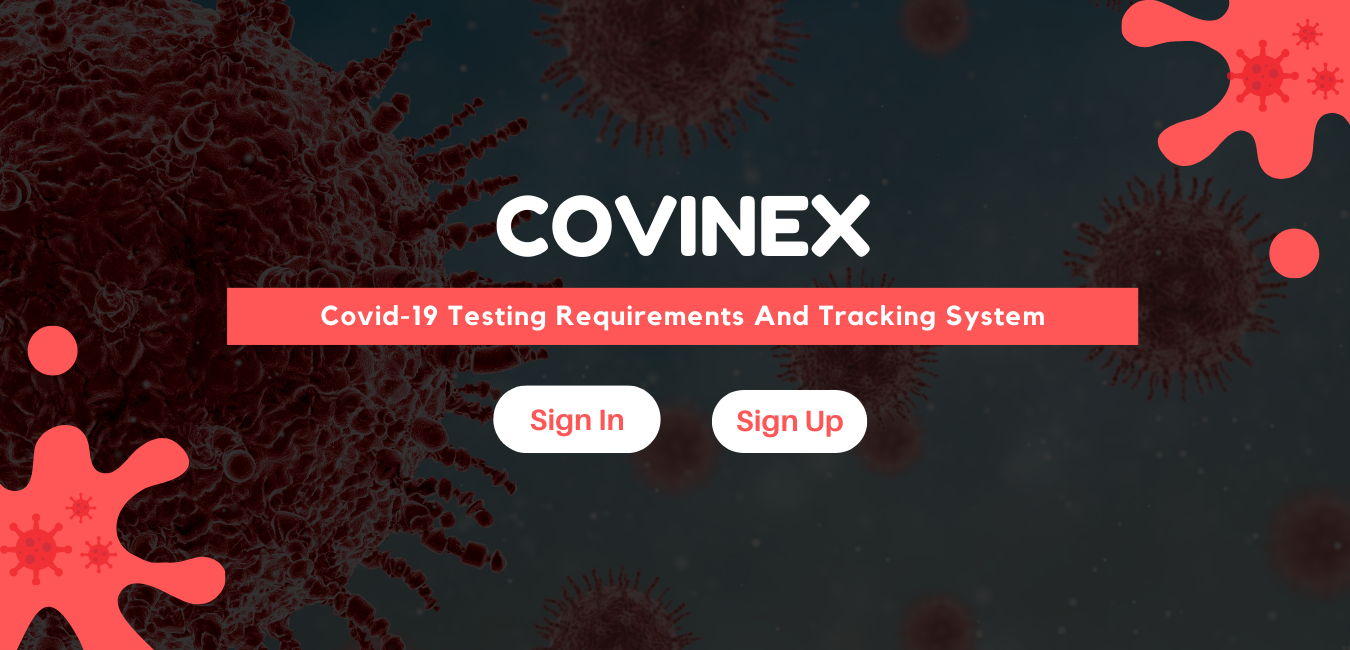 COVINEX
Covid-19 Testing Requirements And Tracking System
Sign In
Sign Up